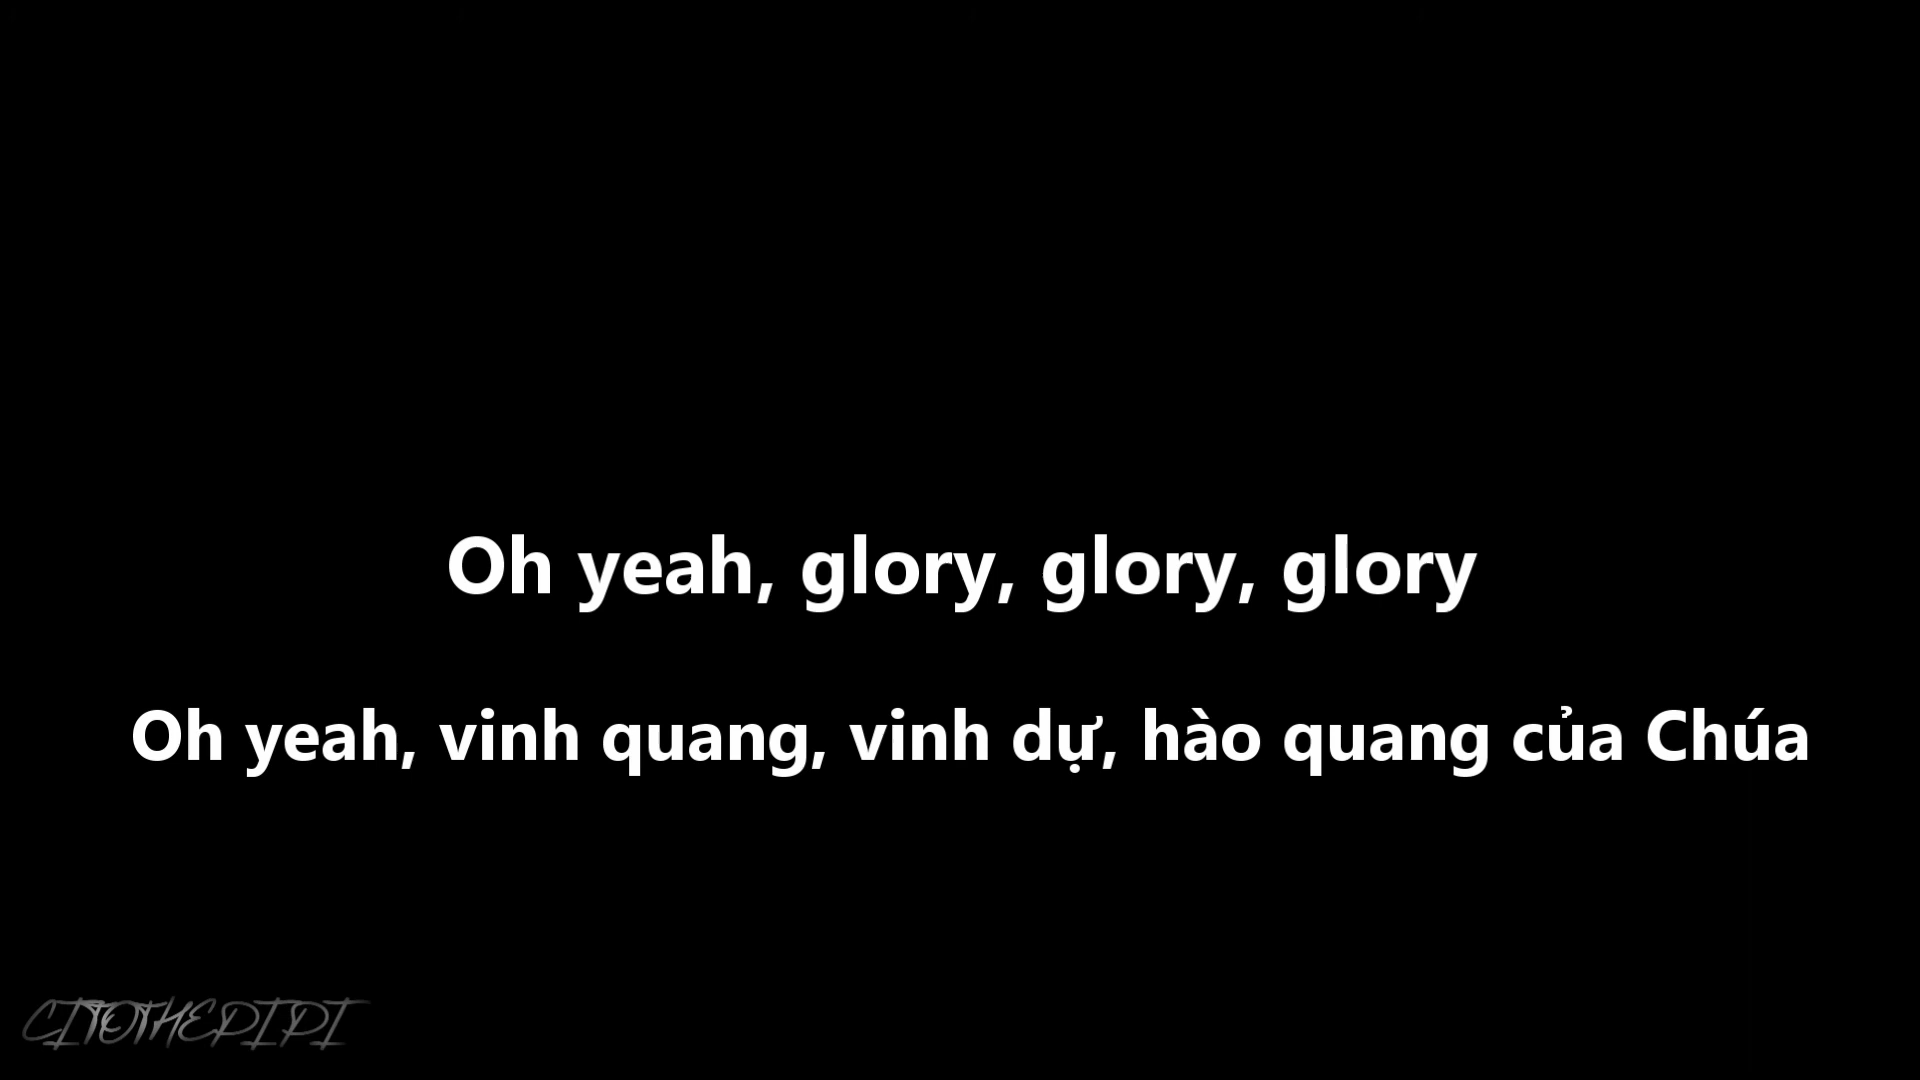 Oh yeah, glory, glory, glory
Oh yeah, vinh quang, vinh dự, hào quang của Chúa
CITOTHEPIPI